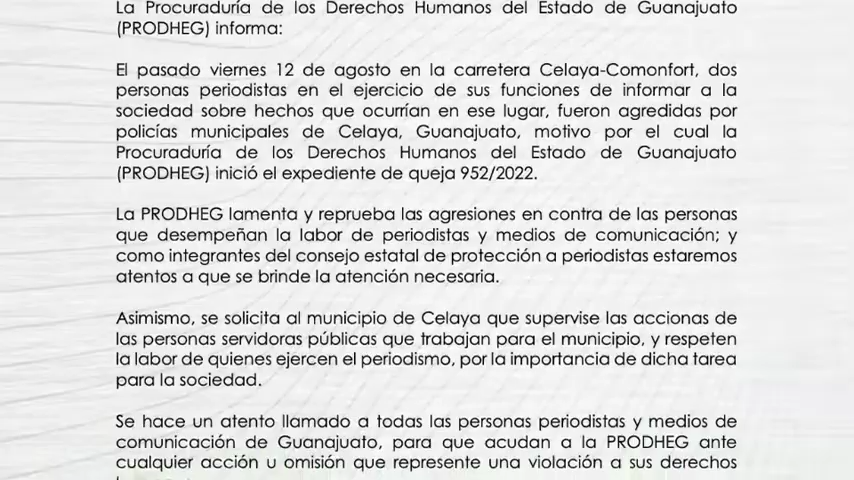 La Procuraduría de los Derechos Humanos del Estado de Guanajuato
(PRODHEG) informa:
El pasado viernes 12 de agosto en la carretera Celaya-Comonfort, dos
personas periodistas en el ejercicio de sus funciones de informar a la
sociedad sobre hechos que ocurrían en ese lugar, fueron agredidas por
policías municipales de Celaya, Guanajuato, motivo por el cual la
Procuraduría de los Derechos Humanos del Estado de Guanajuato
(PRODHEG) inició el expediente de queja 952/2022.
La PRODHEG lamenta y reprueba las agresiones en contra de las personas
que desempeñan la labor de periodistas y medios de comunicación; y
como integrantes del consejo estatal de protección a periodistas estaremos
atentos a que se brinde la atención necesaria.
Asimismo, se solicita al municipio de Celaya que supervise las accionas de
las personas servidoras públicas que trabajan para el municipio, y respeten
la labor de quienes ejercen el periodismo, por la importancia de dicha tarea
para la sociedad.
Se hace un atento llamado a todas las personas periodistas y medios de
comunicación de Guanajuato, para que acudan a la PRODHEG ante
cualquier acción u omisión que represente una violación a sus derechos